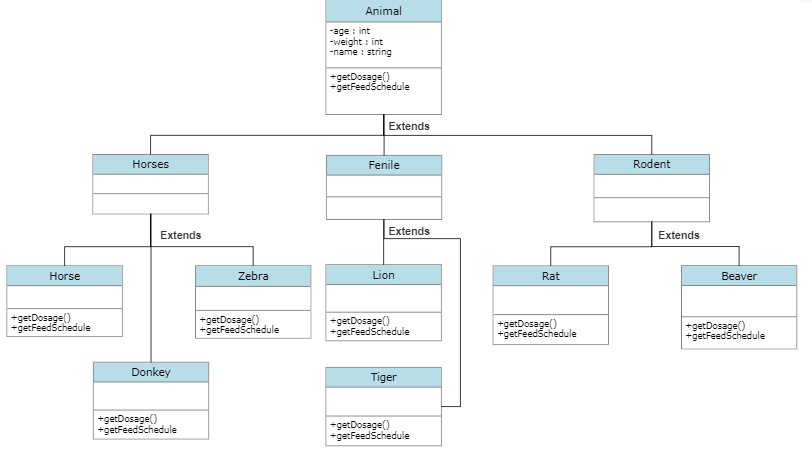 Animal
-age : int
-weight : int
-name : string
+getDosage()
+getFeedSchedule
Extends
Horses
Fenile
Rodent
Extends
Extends
Extends
Horse
+getDosage()
+getFeedSchedule
Zebra
+getDosage()
+getFeedSchedule
Lion
+getDosage()
+getFeedSchedule
Rat
+getDosage()
+getFeedSchedule
Beaver
+getDosage()
+getFeedSchedule
Donkey
+getDosage()
+getFeedSchedule
Tiger
+getDosage()
+getFeedSchedule